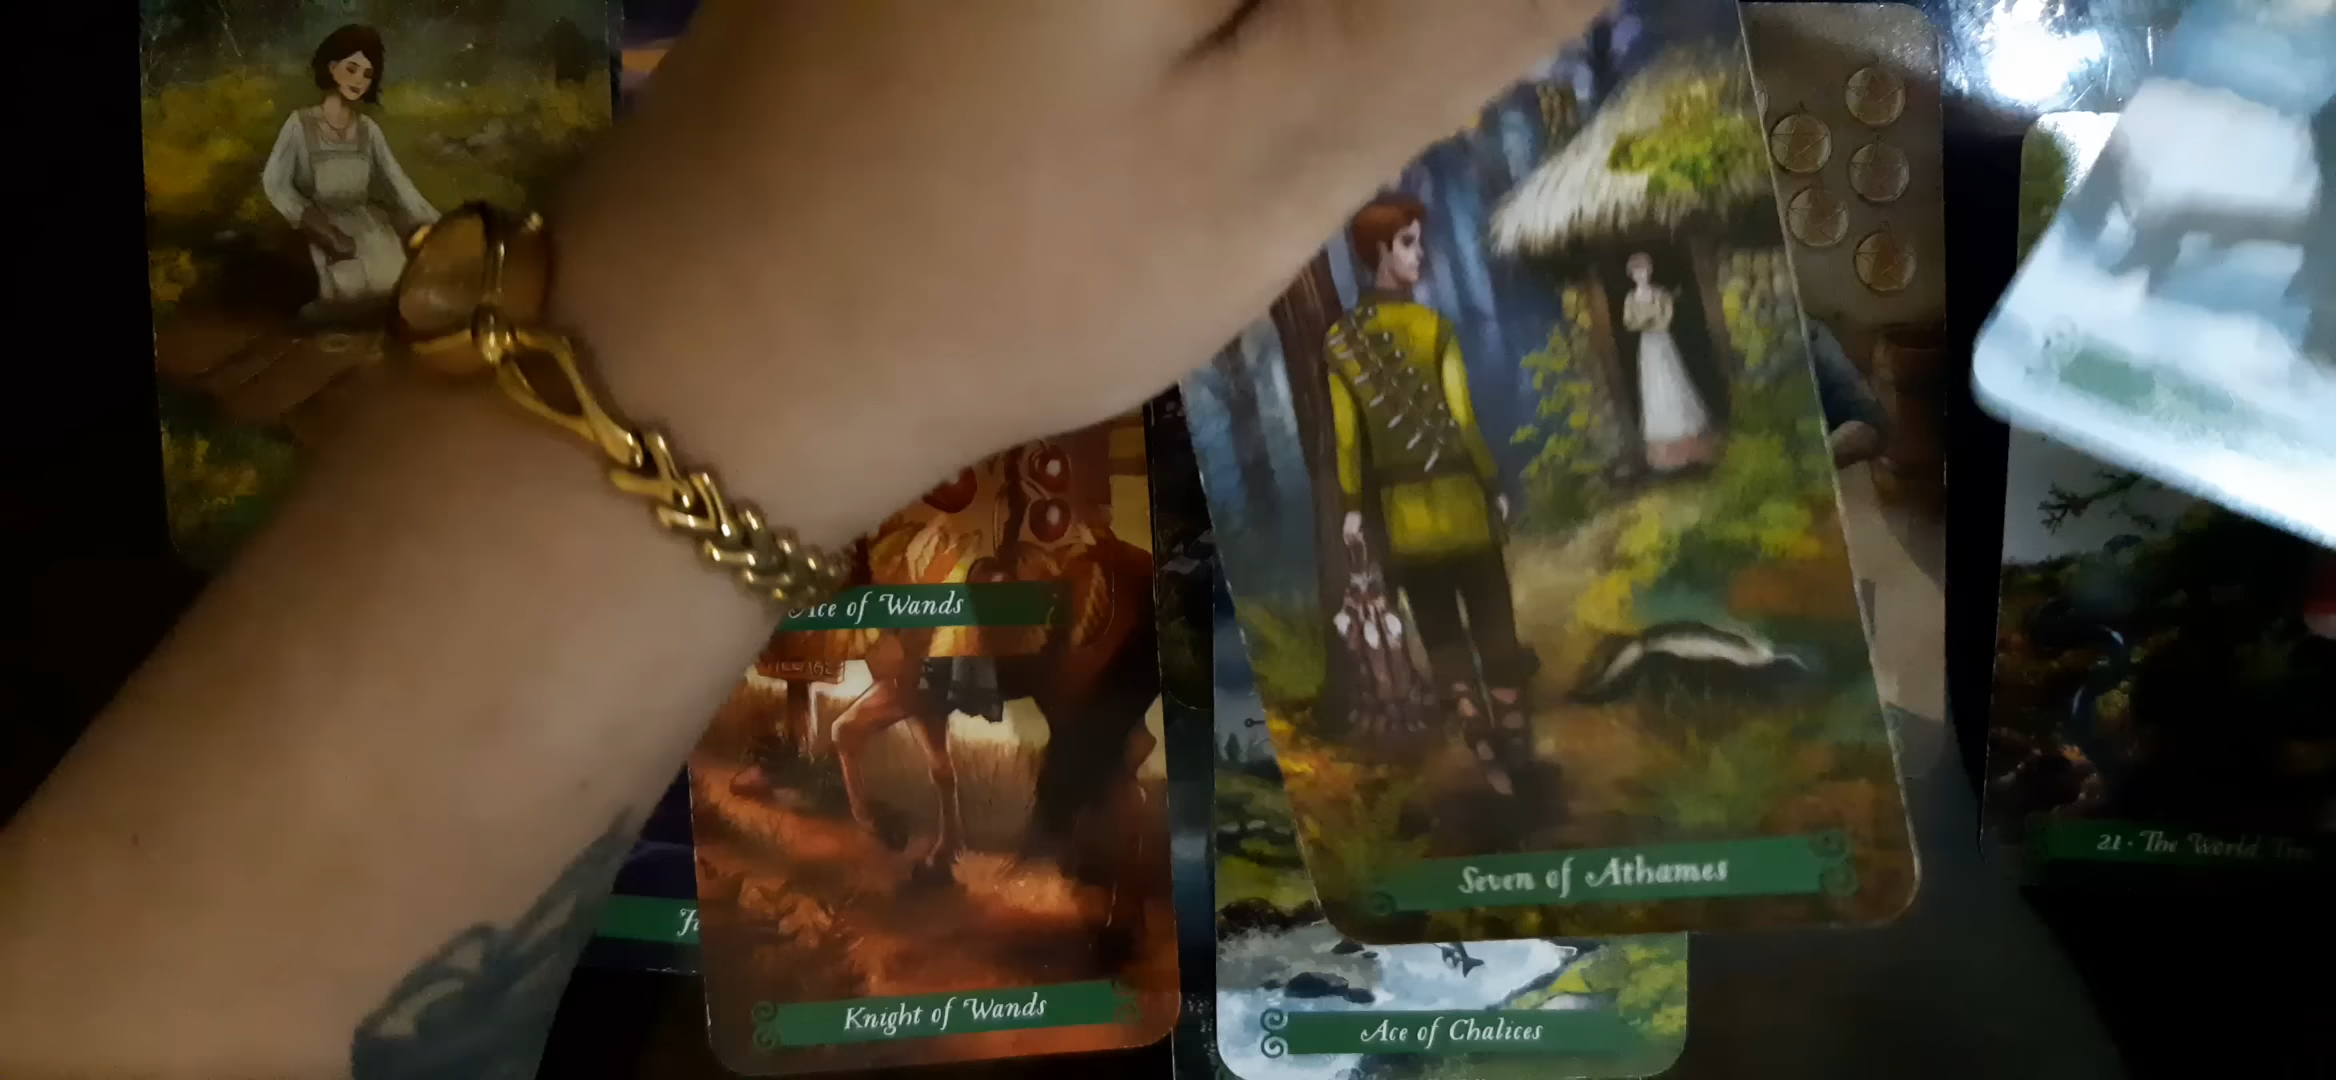 Ace of Wands
Knight of Wands
Seven of Athames
Ace of Chalices
21 · The World